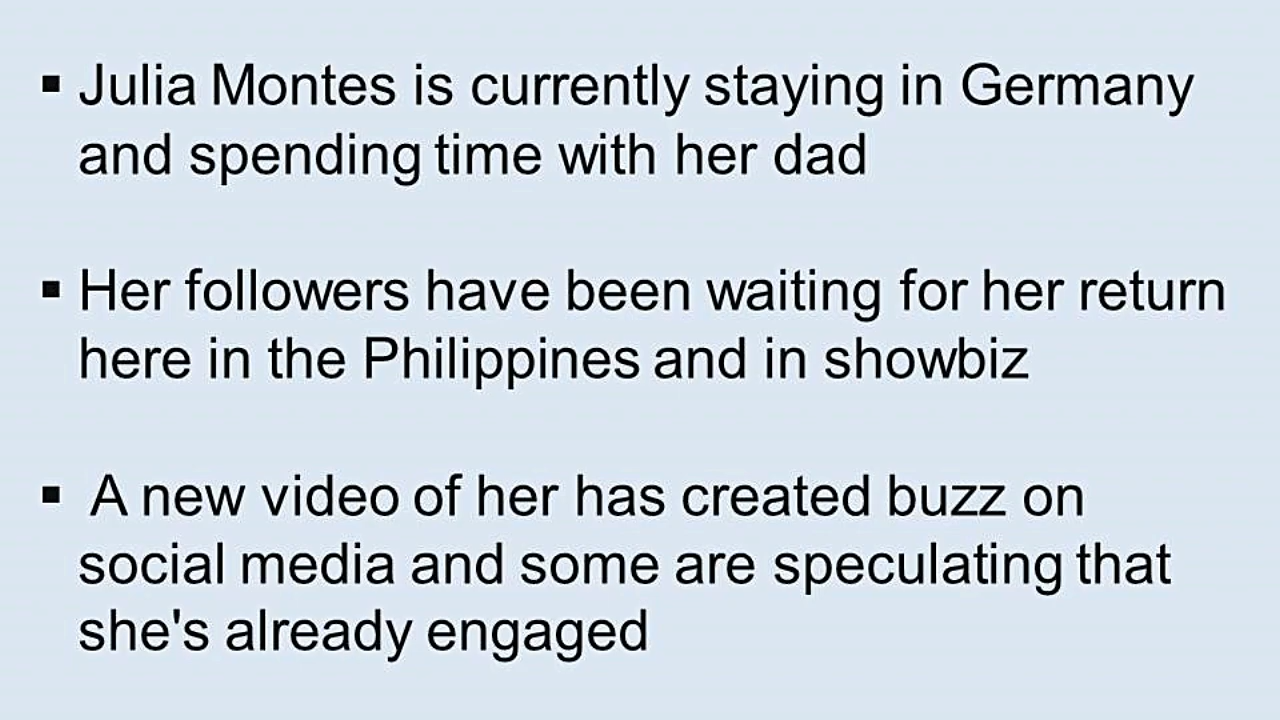 ▪ Julia Montes is currently staying in Germany
and spending time with her dad
▪ Her followers have been waiting for her return
here in the Philippines and in showbiz
▪ A new video of her has created buzz on
social media and some are speculating that
she's already engaged